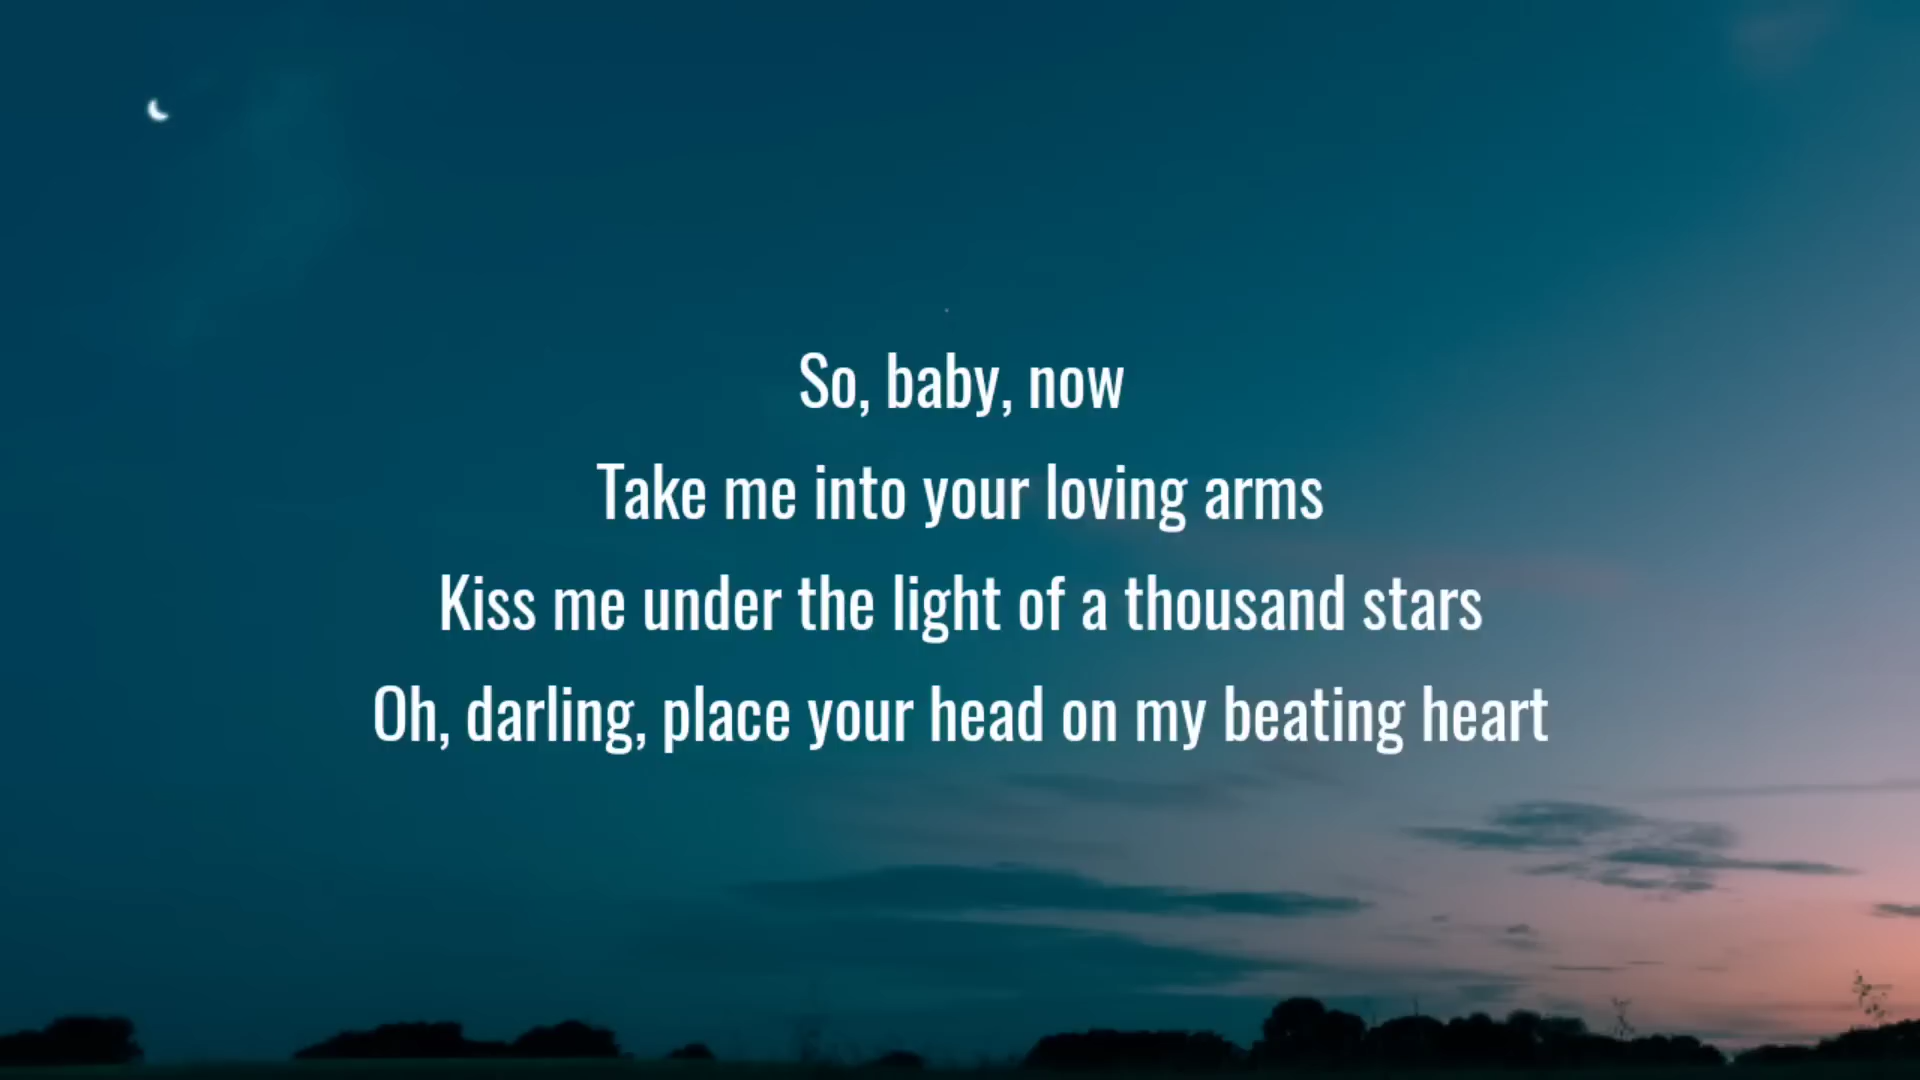 So, baby, now
Take me into your loving arms
Kiss me under the light of a thousand stars
Oh, darling, place your head on my beating heart